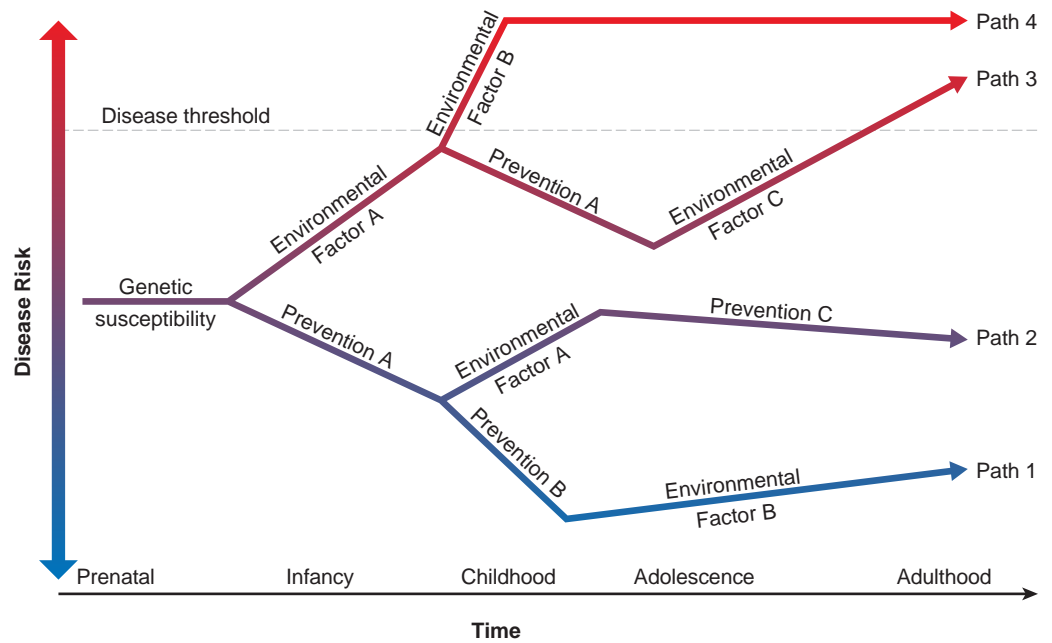 Path 4
Environmental
Factor B
Path 3
Disease threshold
Environmental
Factor A
Prevention A
Environmental
Factor C
Genetic
susceptibility
Disease Risk
Prevention A
Environmental
Factor A
Prevention C
Path 2
Prevention B
Environmental
Factor B
Path 1
Prenatal
Infancy
Childhood
Adolescence
Adulthood
Time